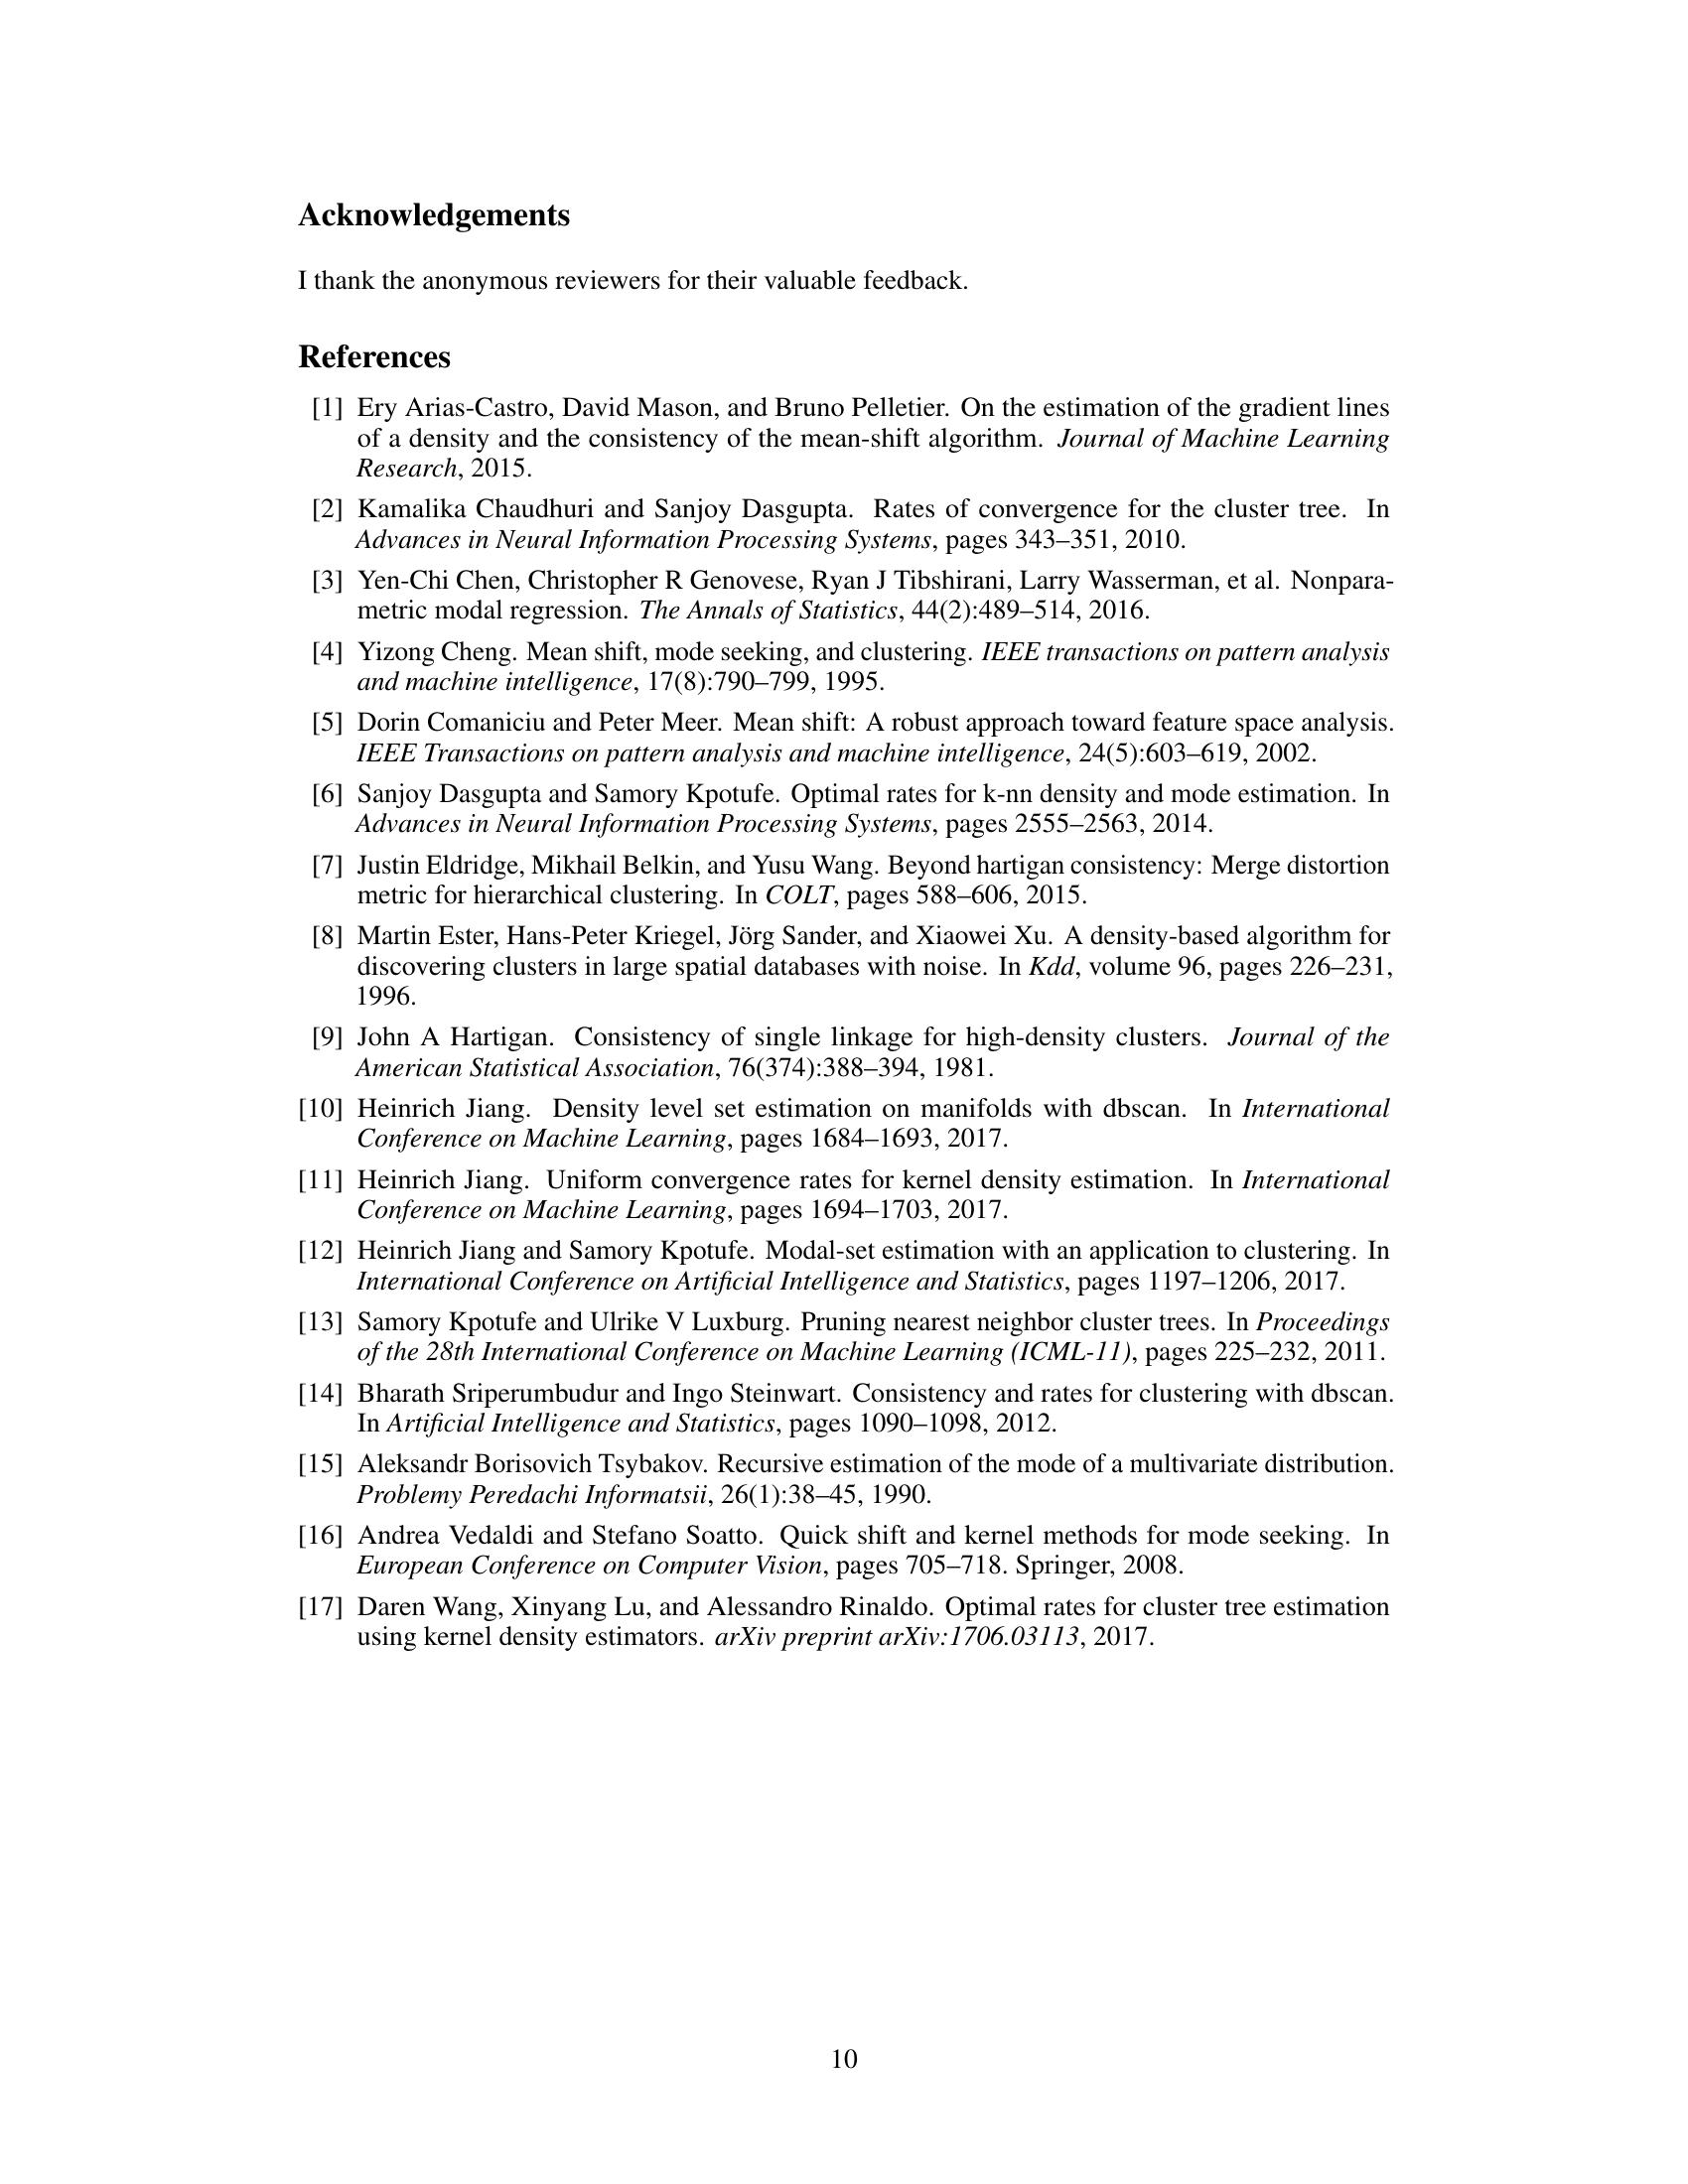 Acknowledgements
I thank the anonymous reviewers for their valuable feedback.
References
[1] Ery Arias-Castro, David Mason, and Bruno Pelletier. On the estimation of the gradient lines
of a density and the consistency of the mean-shift algorithm. Journal of Machine Learning
Research, 2015.
[2] Kamalika Chaudhuri and Sanjoy Dasgupta. Rates of convergence for the cluster tree. In
Advances in Neural Information Processing Systems, pages 343–351, 2010.
[3] Yen-Chi Chen, Christopher R Genovese, Ryan J Tibshirani, Larry Wasserman, et al. Nonpara-
metric modal regression. The Annals of Statistics, 44(2):489–514, 2016.
[4] Yizong Cheng. Mean shift, mode seeking, and clustering. IEEE transactions on pattern analysis
and machine intelligence, 17(8):790–799, 1995.
[5] Dorin Comaniciu and Peter Meer. Mean shift: A robust approach toward feature space analysis.
IEEE Transactions on pattern analysis and machine intelligence, 24(5):603–619, 2002.
[6] Sanjoy Dasgupta and Samory Kpotufe. Optimal rates for k-nn density and mode estimation. In
Advances in Neural Information Processing Systems, pages 2555–2563, 2014.
[7] Justin Eldridge, Mikhail Belkin, and Yusu Wang. Beyond hartigan consistency: Merge distortion
metric for hierarchical clustering. In COLT, pages 588–606, 2015.
[8] Martin Ester, Hans-Peter Kriegel, Jörg Sander, and Xiaowei Xu. A density-based algorithm for
discovering clusters in large spatial databases with noise. In Kdd, volume 96, pages 226–231,
1996.
[9] John A Hartigan. Consistency of single linkage for high-density clusters. Journal of the
American Statistical Association, 76(374):388–394, 1981.
[10] Heinrich Jiang. Density level set estimation on manifolds with dbscan. In International
Conference on Machine Learning, pages 1684–1693, 2017.
[11] Heinrich Jiang. Uniform convergence rates for kernel density estimation. In International
Conference on Machine Learning, pages 1694–1703, 2017.
[12] Heinrich Jiang and Samory Kpotufe. Modal-set estimation with an application to clustering. In
International Conference on Artificial Intelligence and Statistics, pages 1197–1206, 2017.
[13] Samory Kpotufe and Ulrike V Luxburg. Pruning nearest neighbor cluster trees. In Proceedings
of the 28th International Conference on Machine Learning (ICML-11), pages 225–232, 2011.
[14] Bharath Sriperumbudur and Ingo Steinwart. Consistency and rates for clustering with dbscan.
In Artificial Intelligence and Statistics, pages 1090–1098, 2012.
[15] Aleksandr Borisovich Tsybakov. Recursive estimation of the mode of a multivariate distribution.
Problemy Peredachi Informatsii, 26(1):38–45, 1990.
[16] Andrea Vedaldi and Stefano Soatto. Quick shift and kernel methods for mode seeking. In
European Conference on Computer Vision, pages 705–718. Springer, 2008.
[17] Daren Wang, Xinyang Lu, and Alessandro Rinaldo. Optimal rates for cluster tree estimation
using kernel density estimators. arXiv preprint arXiv:1706.03113, 2017.
10